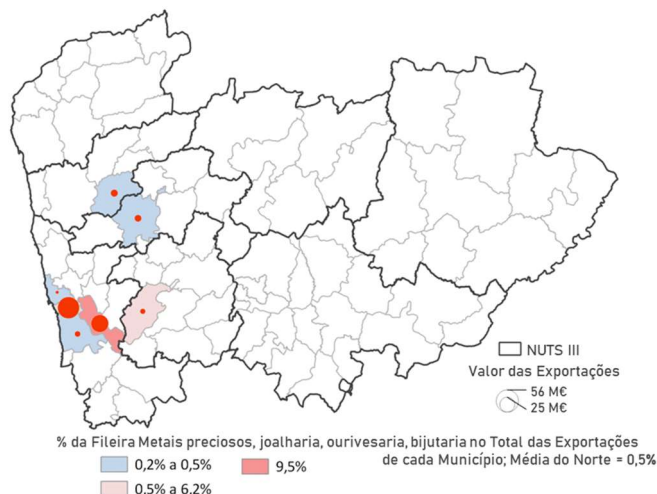 NUTS III
Valor das Exportações
56 M€
25 M€
% da Fileira Metais preciosos, joalharia, ourivesaria, bijutaria no Total das Exportações
de cada Município; Média do Norte = 0,5%
0,2% a 0,5%
9,5%
0,5% a 6,2%